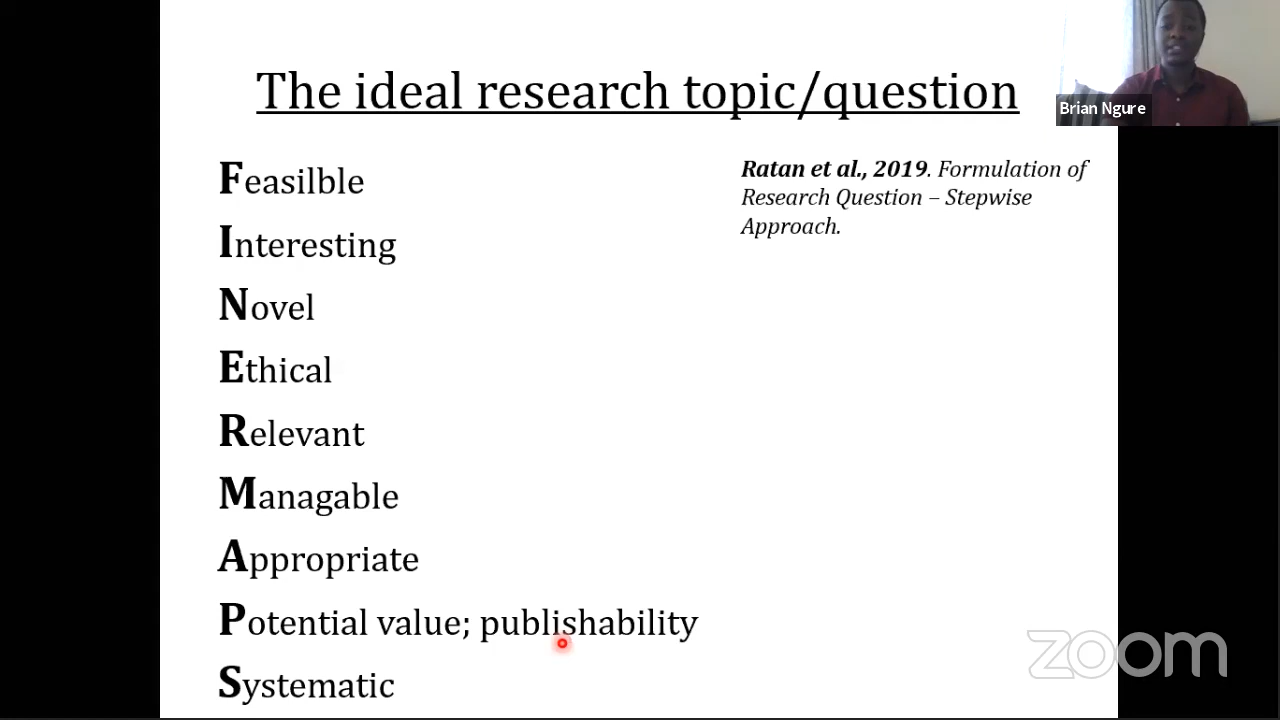 The ideal research topic/question
Brian Ngure
Feasilble
Interesting
Novel
Ethical
Relevant
Managable
Appropriate
Potential value; publishability
Systematic
Ratan et al., 2019. Formulation of
Research Question – Stepwise
Approach.
zoom